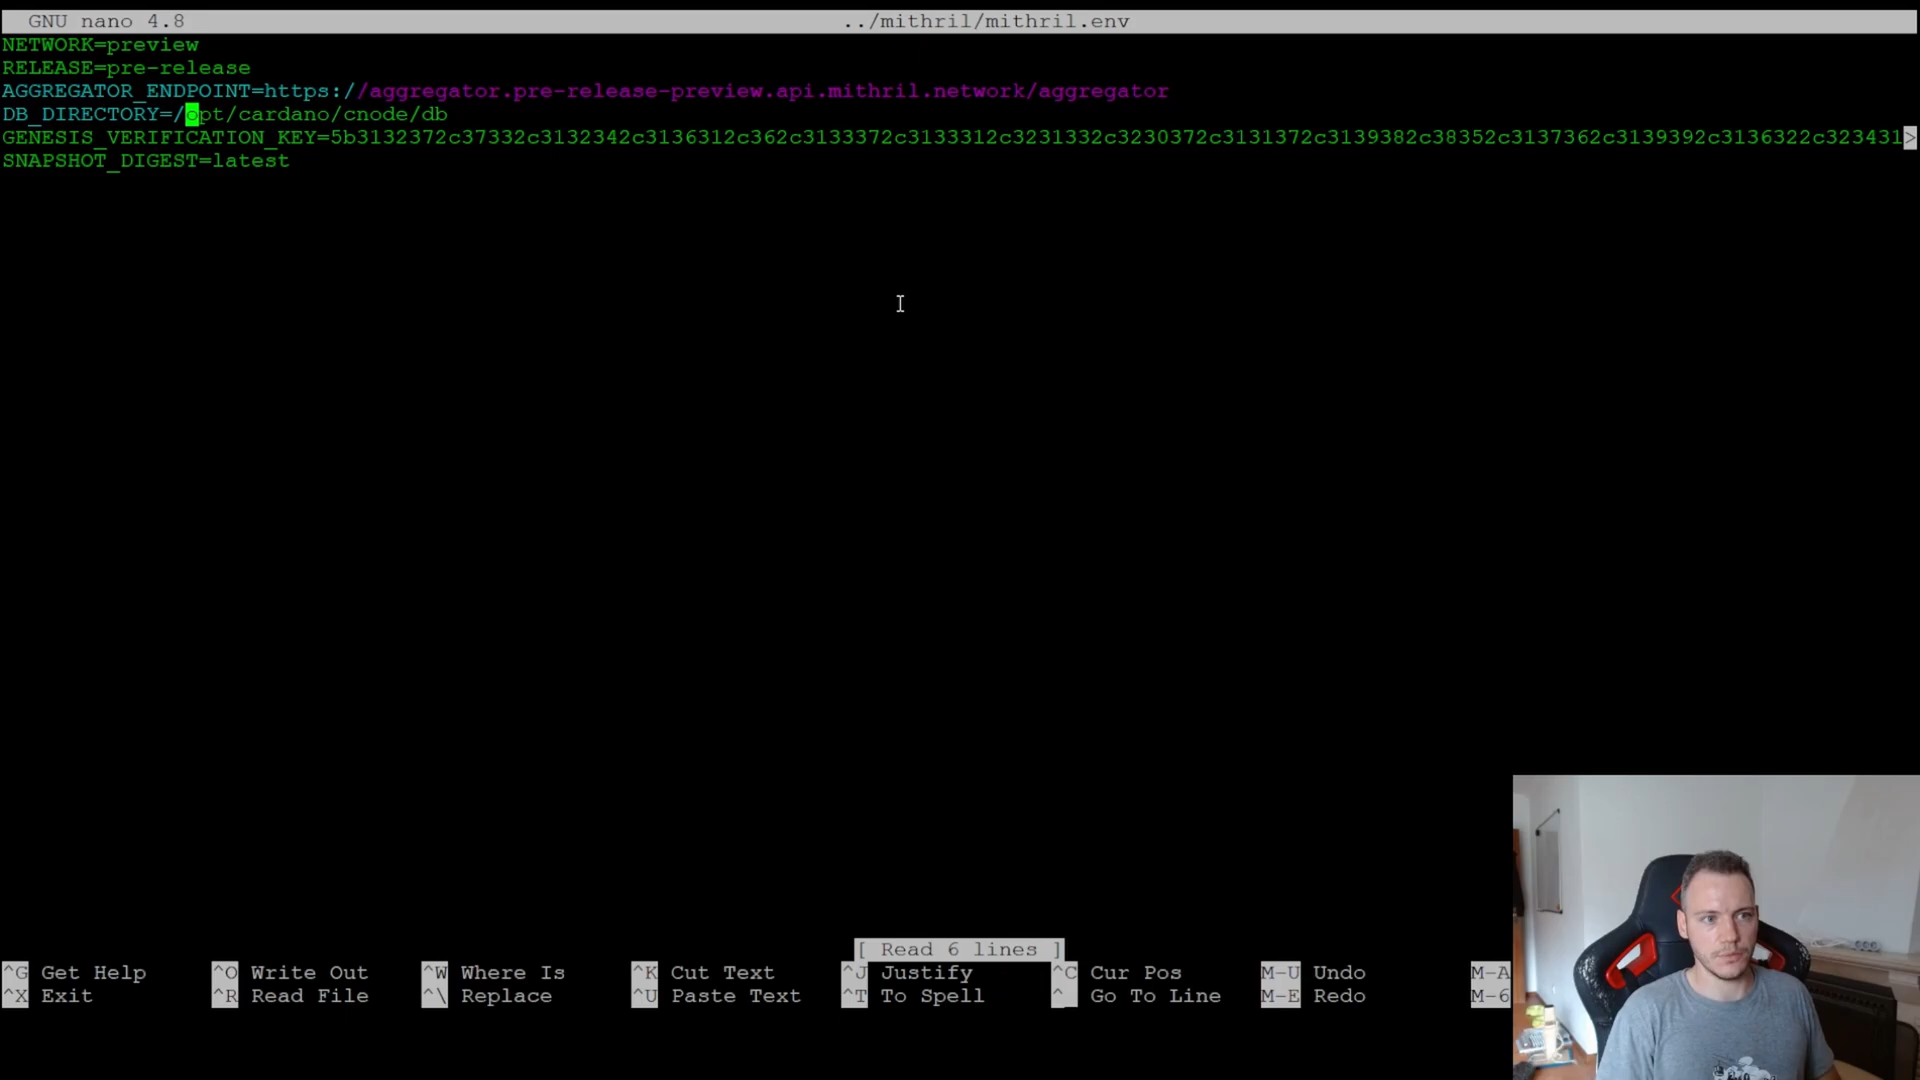 GNU nano 4.8 ../mithril/mithril.env
NETWORK=preview
RELEASE=pre-release
AGGREGATOR_ENDPOINT=https://aggregator.pre-release-preview.api.mithril.network/aggregator
DB_DIRECTORY=/opt/cardano/cnode/db
GENESIS_VERIFICATION_KEY=5b3132372c37332c3132342c3136312c362c3133372c3133312c3231332c3230372c3131372c3139382c38352c3137362c3139392c3136322c323431>
SNAPSHOT_DIGEST=latest
[ Read 6 lines ]
^G Get Help ^O Write Out ^W Where Is ^K Cut Text ^J Justify ^C Cur Pos M-U Undo M-A
^X Exit ^R Read File ^\ Replace ^U Paste Text ^T To Spell ^_ Go To Line M-E Redo M-6